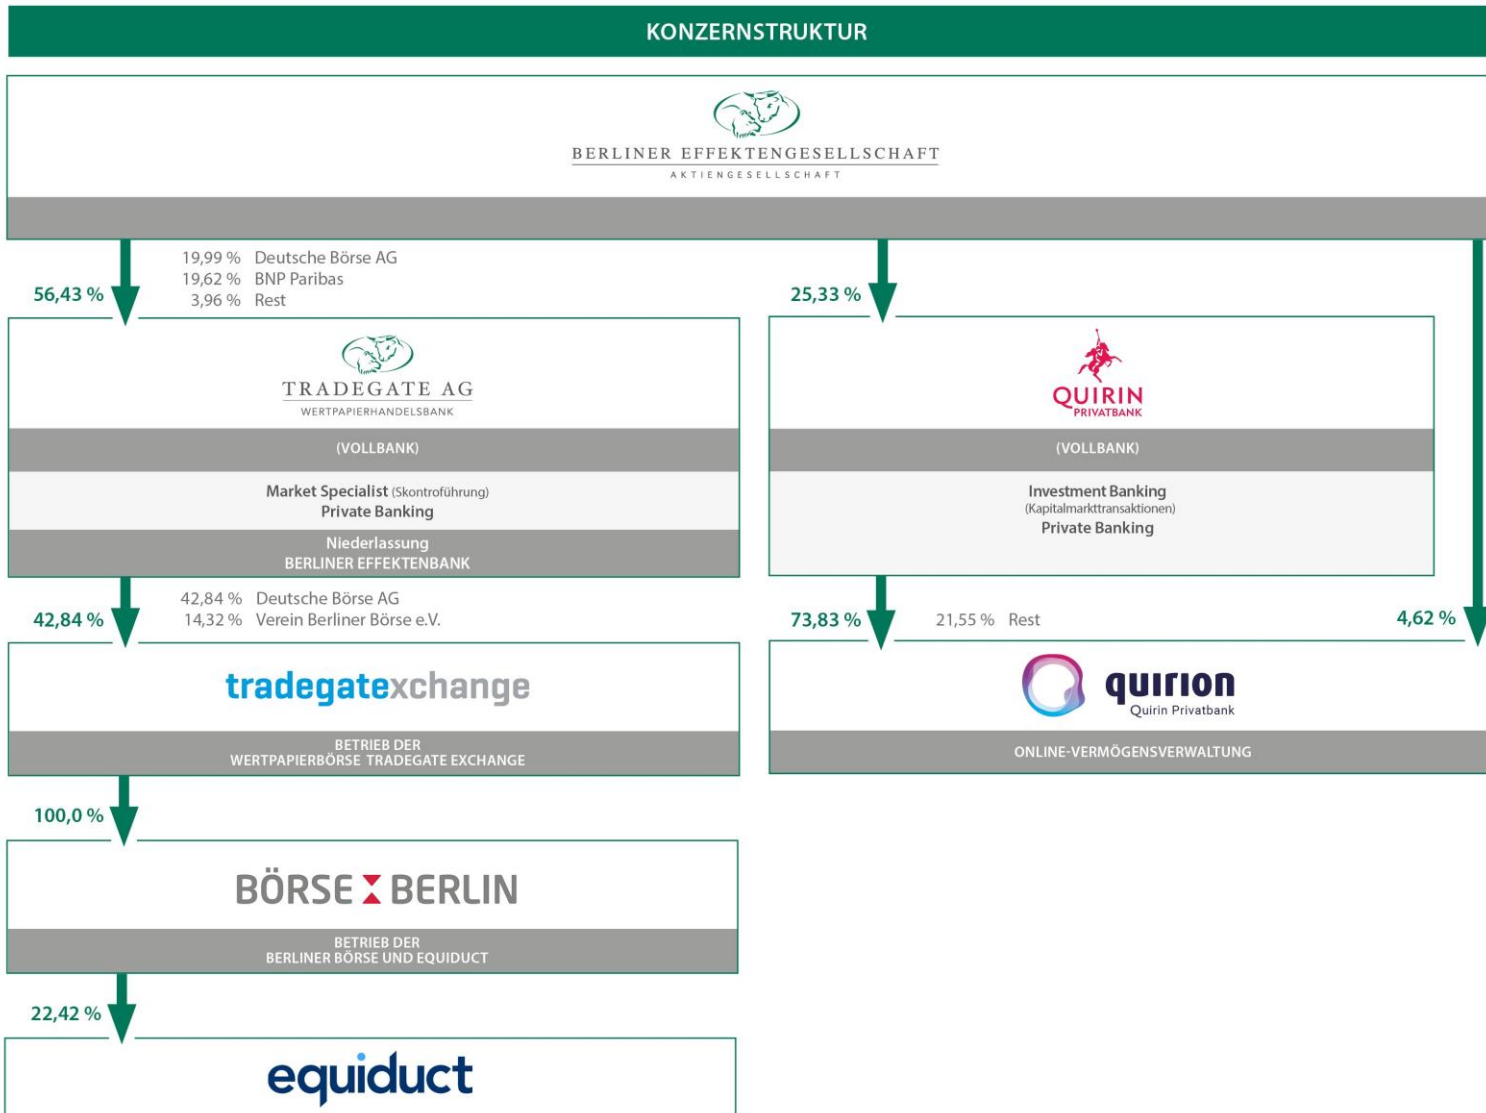 KONZERNSTRUKTUR
BERLINER EFFEKTENGESELLSCHAFT
AKTIENGESELLSCHAFT
56,43 %
19,99 % Deutsche Börse AG
19,62 % BNP Paribas
3,96 % Rest
25,33 %
TRADEGATE AG
WERTPAPIERHANDELSBANK
(VOLLBANK)
Market Specialist (Skontroführung)
Private Banking
Niederlassung
BERLINER EFFEKTENBANK
QUIRIN
PRIVATBANK
(VOLLBANK)
Investment Banking
(Kapitalmarkttransaktionen)
Private Banking
42,84 %
42,84 % Deutsche Börse AG
14,32 % Verein Berliner Börse e.V.
73,83 %
21,55 % Rest
4,62 %
tradegatexchange
BETRIEB DER
WERTPAPIERBÖRSE TRADEGATE EXCHANGE
quirion
Quirin Privatbank
ONLINE-VERMÖGENSVERWALTUNG
100,0 %
BÖRSE BERLIN
BETRIEB DER
BERLINER BÖRSE UND EQUIDUCT
22,42 %
equiduct